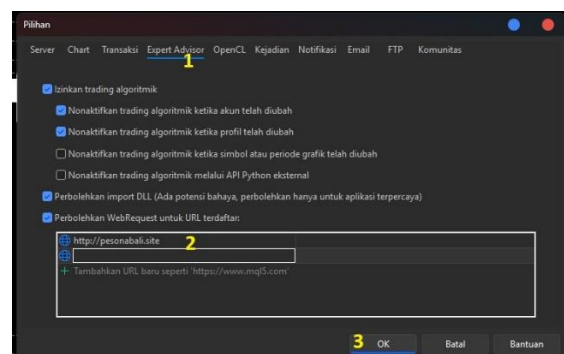 Pilihan
Server Chart Transaksi Expert Advisor OpenCL Kejadian Notifikasi Email FTP Komunitas
1
Izinkan trading algoritmik
Nonaktifkan trading algoritmik ketika akun telah diubah
Nonaktifkan trading algoritmik ketika profil telah diubah
Nonaktifkan trading algoritmik ketika simbol atau periode grafik telah diubah
Nonaktifkan trading algoritmik melalui API Python eksternal
Perbolehkan import DLL (Ada potensi bahaya, perbolehkan hanya untuk aplikasi terpercaya)
Perbolehkan WebRequest untuk URL terdaftar:
http://pesonabali.site 2
Tambahkan URL baru seperti 'https://www.mql5.com'
3 OK Batal Bantuan